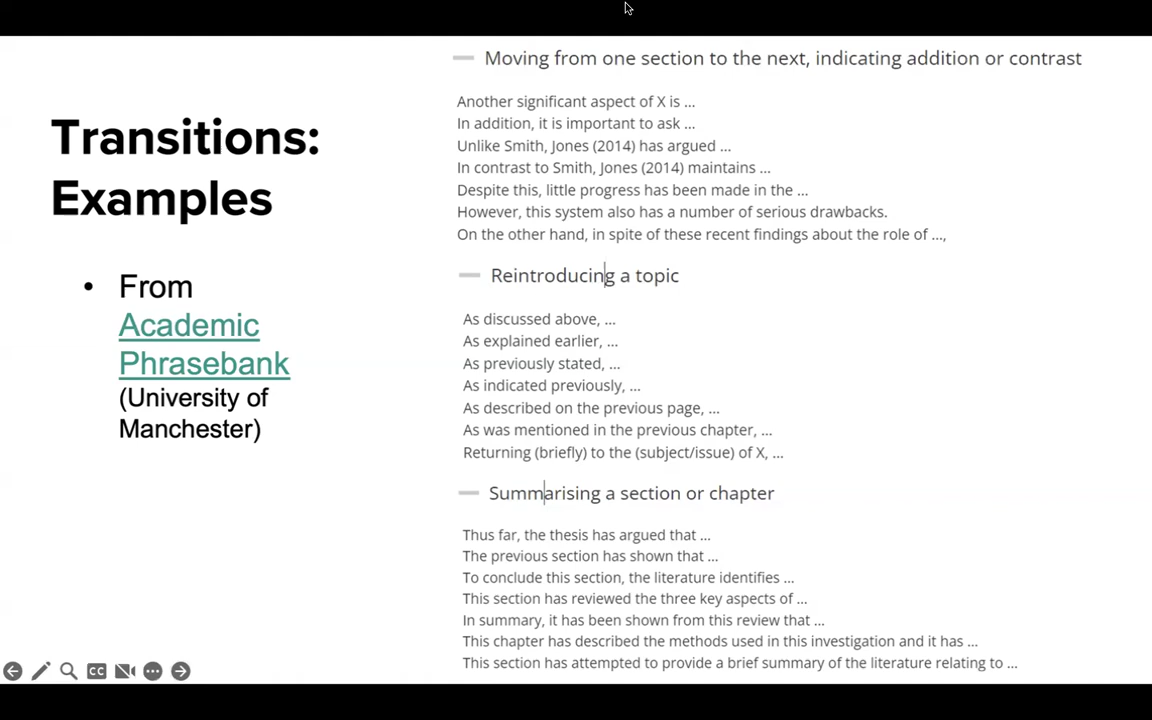 Transitions:
Examples
• From
Academic
Phrasebank
(University of
Manchester)
Moving from one section to the next, indicating addition or contrast
Another significant aspect of X is ...
In addition, it is important to ask ...
Unlike Smith, Jones (2014) has argued ...
In contrast to Smith, Jones (2014) maintains ...
Despite this, little progress has been made in the ...
However, this system also has a number of serious drawbacks.
On the other hand, in spite of these recent findings about the role of ...,
Reintroducing a topic
As discussed above, ...
As explained earlier, ...
As previously stated, ...
As indicated previously, ...
As described on the previous page, ...
As was mentioned in the previous chapter, ...
Returning (briefly) to the (subject/issue) of X, ...
Summarising a section or chapter
Thus far, the thesis has argued that ...
The previous section has shown that ...
To conclude this section, the literature identifies ...
This section has reviewed the three key aspects of ...
In summary, it has been shown from this review that ...
This chapter has described the methods used in this investigation and it has ...
This section has attempted to provide a brief summary of the literature relating to ...
CC